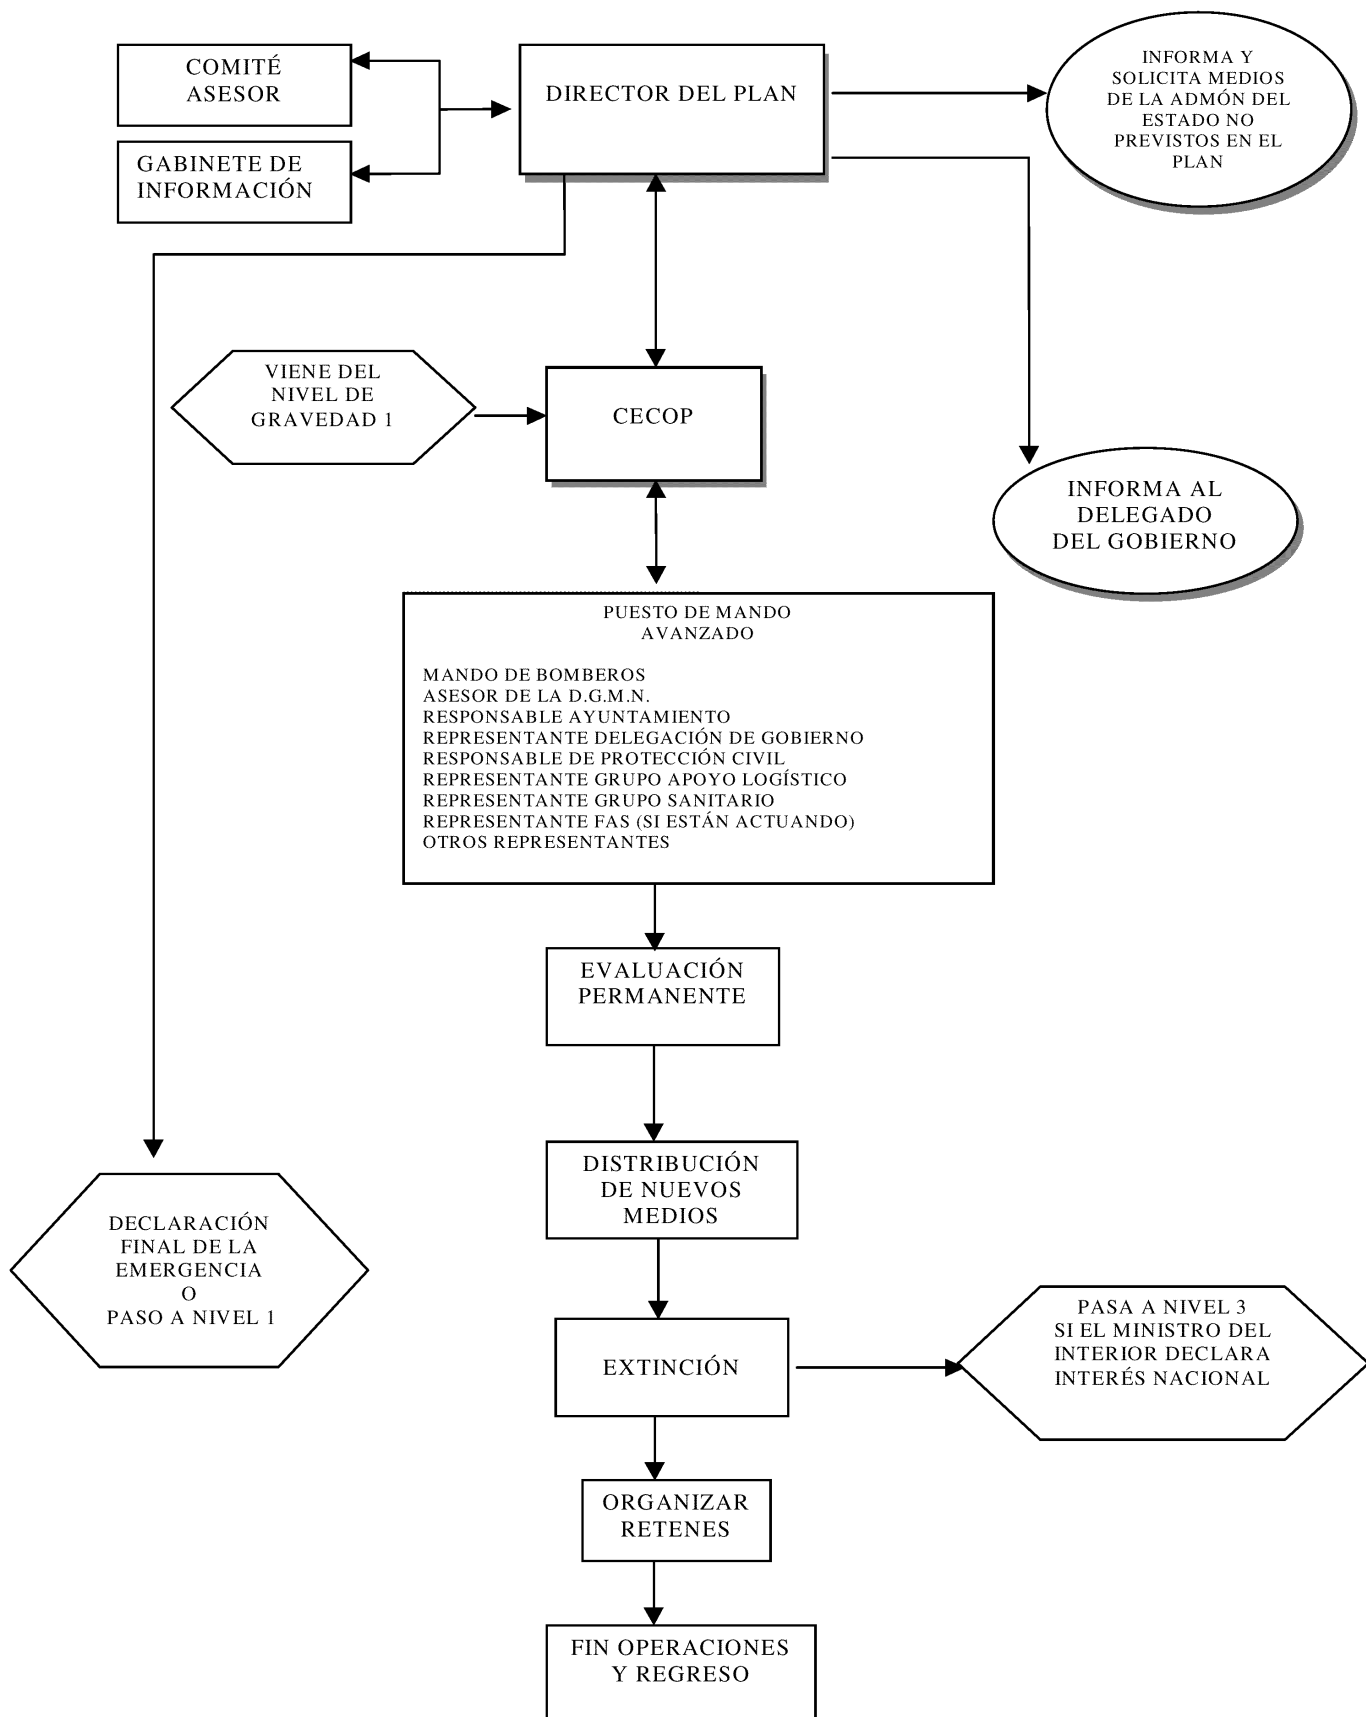 COMITÉ
ASESOR
DIRECTOR DEL PLAN
INFORMA Y
SOLICITA MEDIOS
DE LA ADMÓN DEL
ESTADO NO
PREVISTOS EN EL
PLAN
GABINETE DE
INFORMACIÓN
VIENE DEL
NIVEL DE
GRAVEDAD 1
CECOP
INFORMA AL
DELEGADO
DEL GOBIERNO
PUESTO DE MANDO
AVANZADO
MANDO DE BOMBEROS
ASESOR DE LA D.G.M.N.
RESPONSABLE AYUNTAMIENTO
REPRESENTANTE DELEGACIÓN DE GOBIERNO
RESPONSABLE DE PROTECCIÓN CIVIL
REPRESENTANTE GRUPO APOYO LOGÍSTICO
REPRESENTANTE GRUPO SANITARIO
REPRESENTANTE FAS (SI ESTÁN ACTUANDO)
OTROS REPRESENTANTES
EVALUACIÓN
PERMANENTE
DISTRIBUCIÓN
DE NUEVOS
MEDIOS
DECLARACIÓN
FINAL DE LA
EMERGENCIA
O
PASO A NIVEL 1
EXTINCIÓN
PASA A NIVEL 3
SI EL MINISTRO DEL
INTERIOR DECLARA
INTERÉS NACIONAL
ORGANIZAR
RETENES
FIN OPERACIONES
Y REGRESO